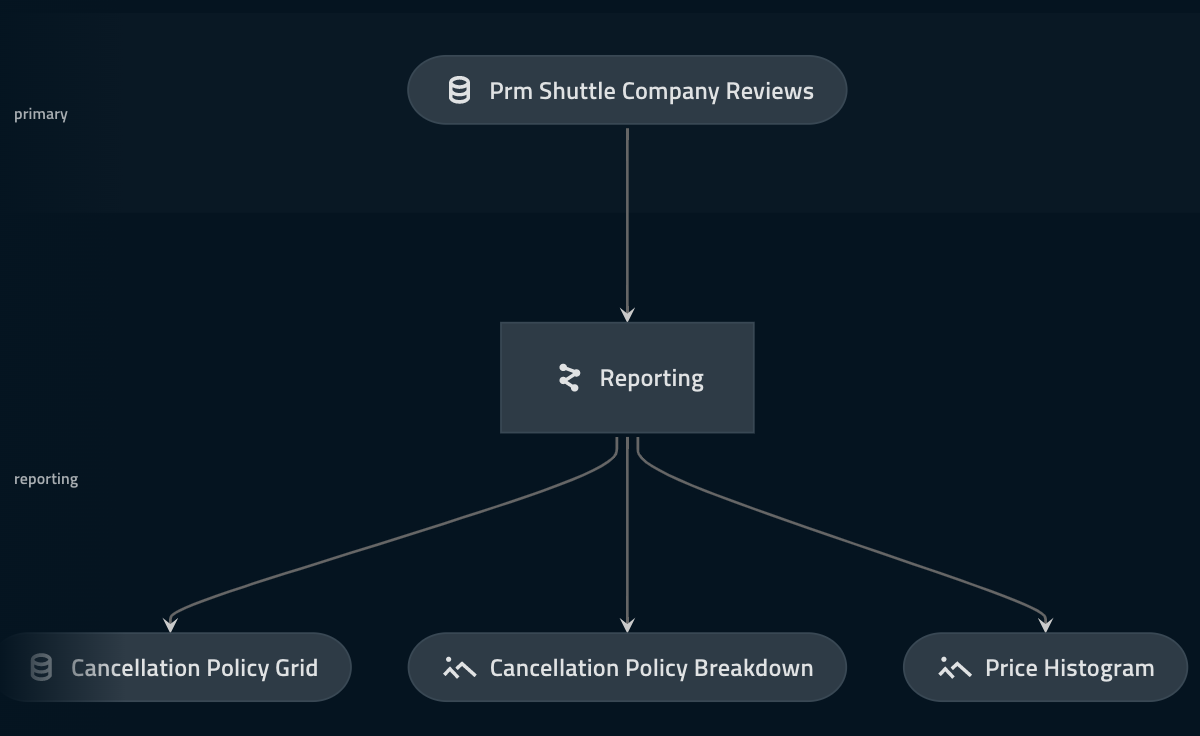 Prm Shuttle Company Reviews
primary
Reporting
reporting
Cancellation Policy Grid
Cancellation Policy Breakdown
Price Histogram